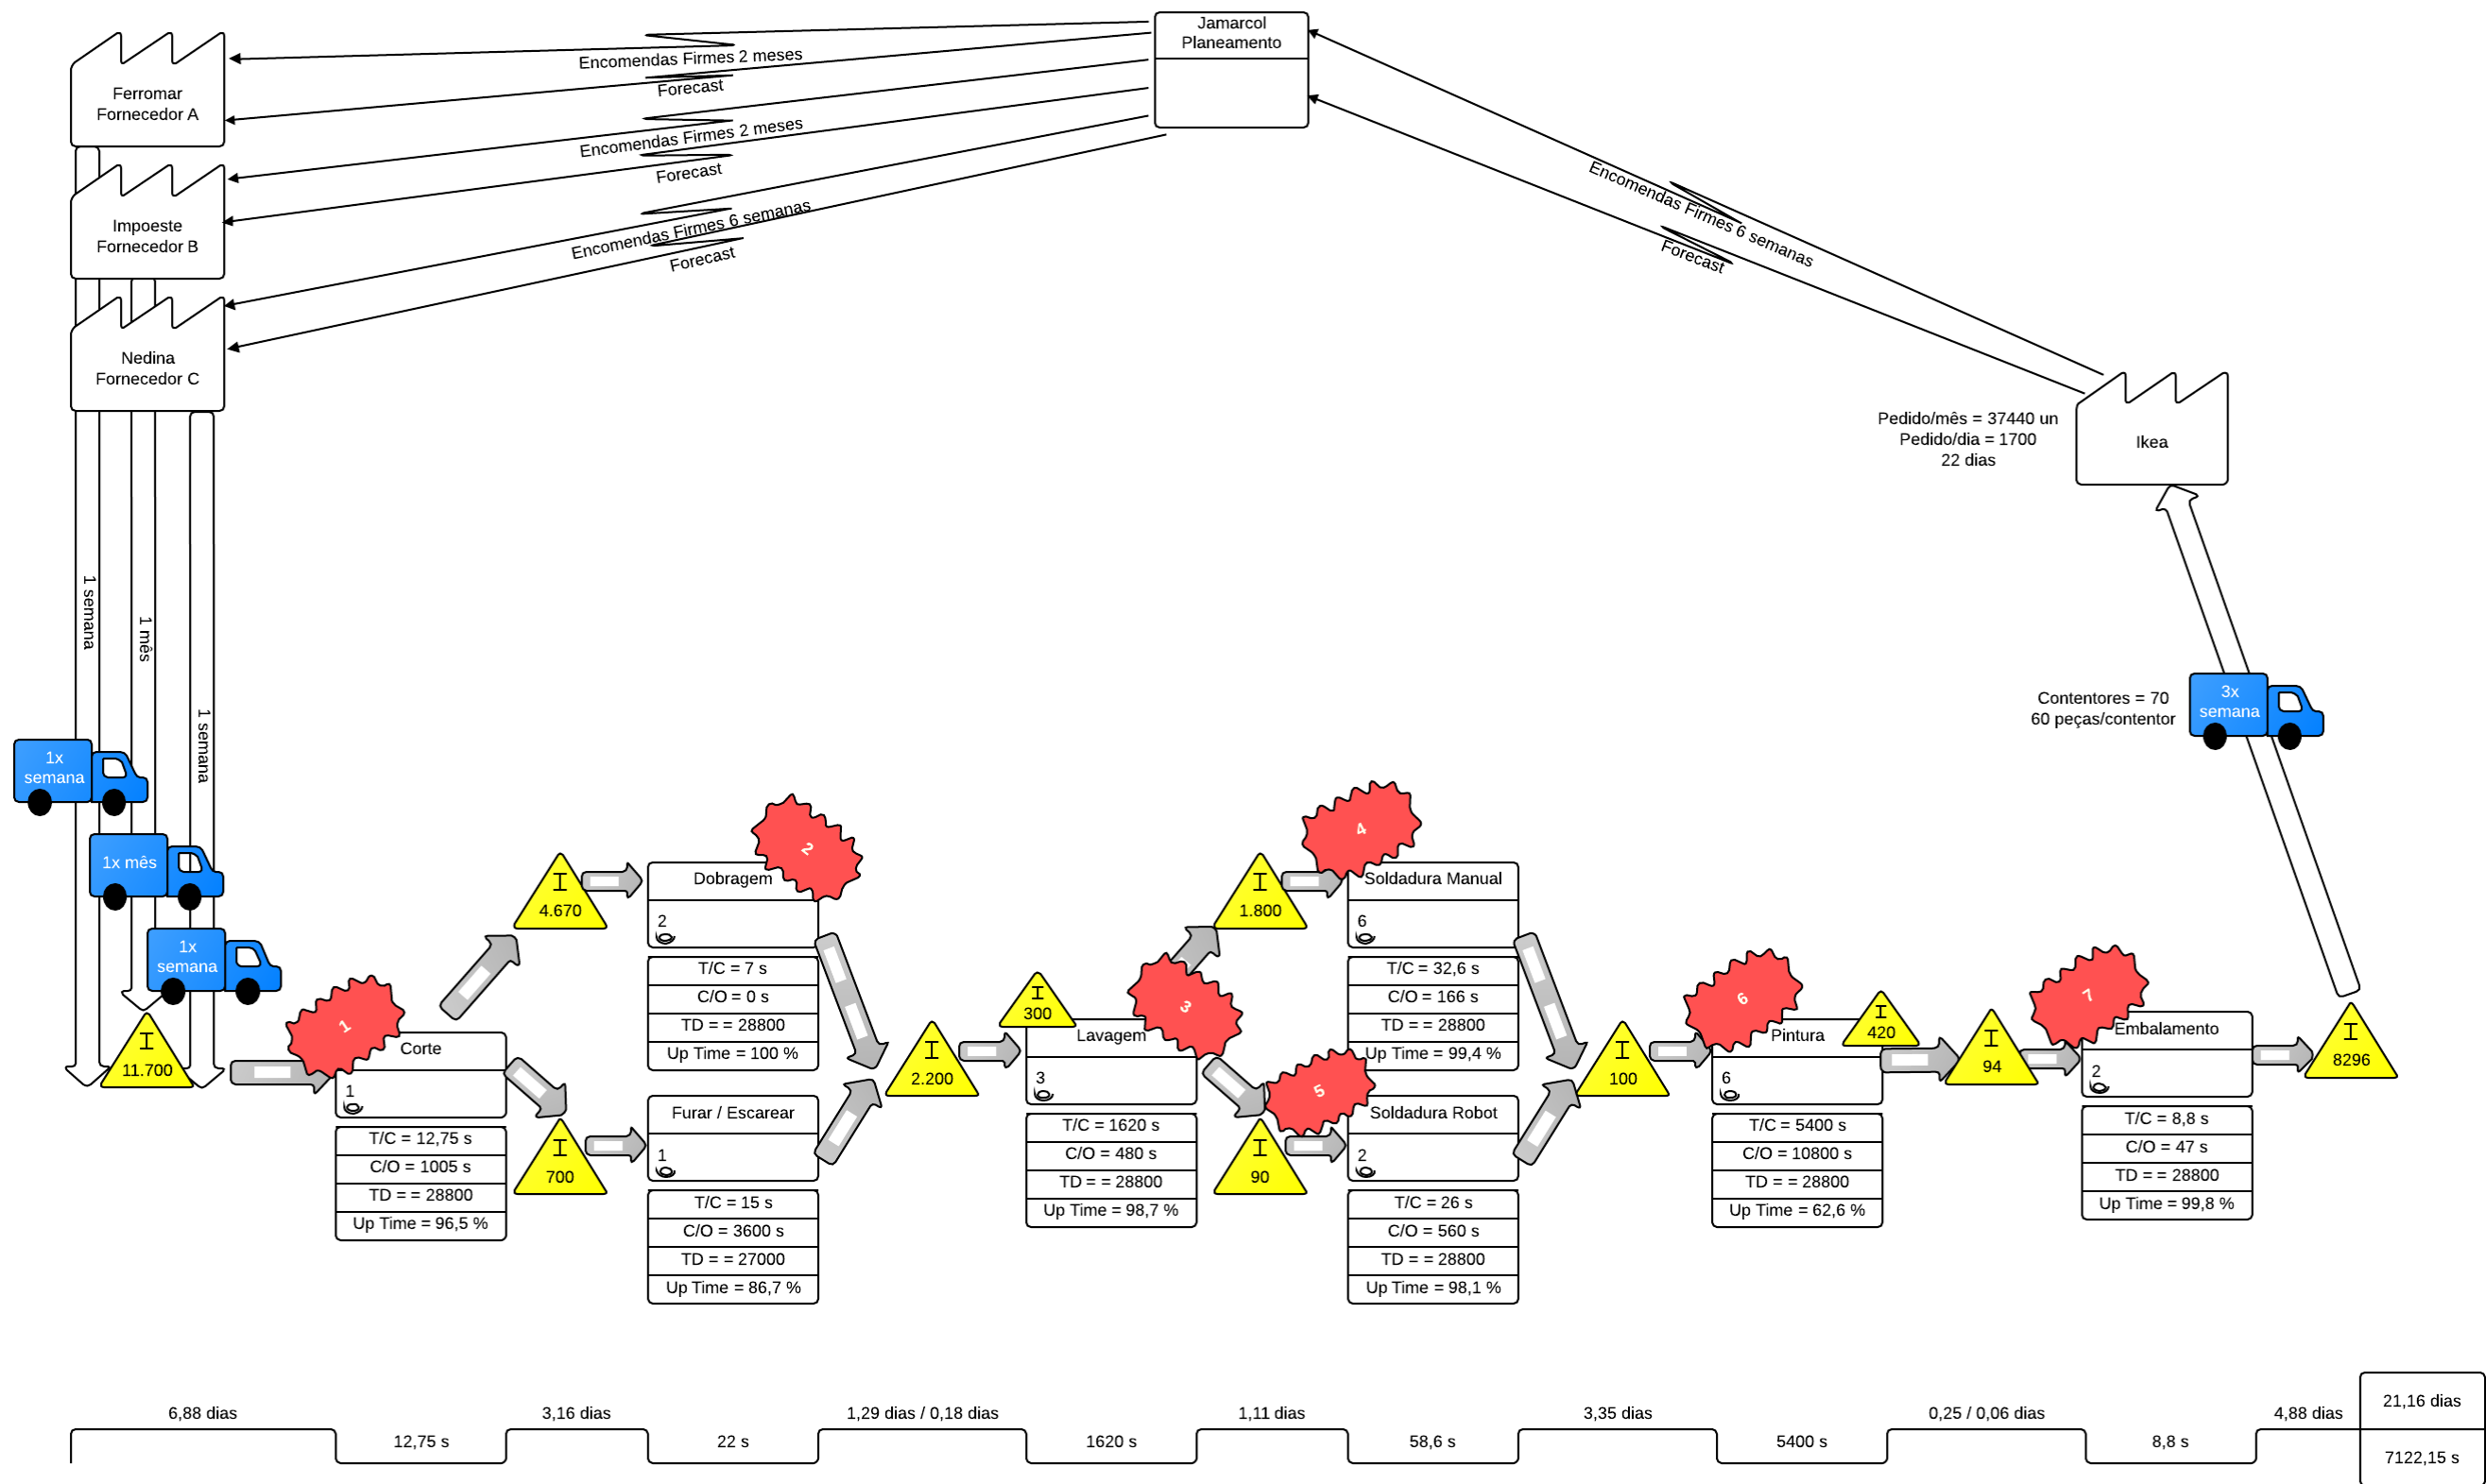 Jamarcol
Planeamento
Ferromar
Fornecedor A
Impoeste
Fornecedor B
Nedina
Fornecedor C
Encomendas Firmes 2 meses
Forecast
Encomendas Firmes 2 meses
Forecast
Encomendas Firmes 6 semanas
Forecast
Encomendas Firmes 6 semanas
Forecast
Pedido/mês = 37440 un
Pedido/dia = 1700
22 dias
Ikea
1 semana
1 mês
1 semana
1x
semana
1x mês
1x
semana
Contentores = 70
60 peças/contentor
3x
semana
11.700
1
Corte
1
T/C = 12,75 s
C/O = 1005 s
TD = = 28800
Up Time = 96,5 %
4.670
2
Dobragem
2
T/C = 7 s
C/O = 0 s
TD = = 28800
Up Time = 100 %
700
Furar / Escarear
1
T/C = 15 s
C/O = 3600 s
TD = = 27000
Up Time = 86,7 %
2.200
300
Lavagem
3
3
T/C = 1620 s
C/O = 480 s
TD = = 28800
Up Time = 98,7 %
1.800
4
Soldadura Manual
6
T/C = 32,6 s
C/O = 166 s
TD = = 28800
Up Time = 99,4 %
90
5
Soldadura Robot
2
T/C = 26 s
C/O = 560 s
TD = = 28800
Up Time = 98,1 %
100
6
Pintura
6
T/C = 5400 s
C/O = 10800 s
TD = = 28800
Up Time = 62,6 %
420
94
7
Embalamento
2
T/C = 8,8 s
C/O = 47 s
TD = = 28800
Up Time = 99,8 %
8296
6,88 dias
12,75 s
3,16 dias
22 s
1,29 dias / 0,18 dias
1620 s
1,11 dias
58,6 s
3,35 dias
5400 s
0,25 / 0,06 dias
8,8 s
4,88 dias
21,16 dias
7122,15 s